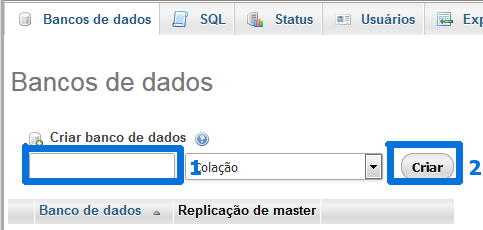 Bancos de dados SQL Status Usuários Exp
Bancos de dados
Criar banco de dados
1 olação Criar 2
Banco de dados Replicação de master